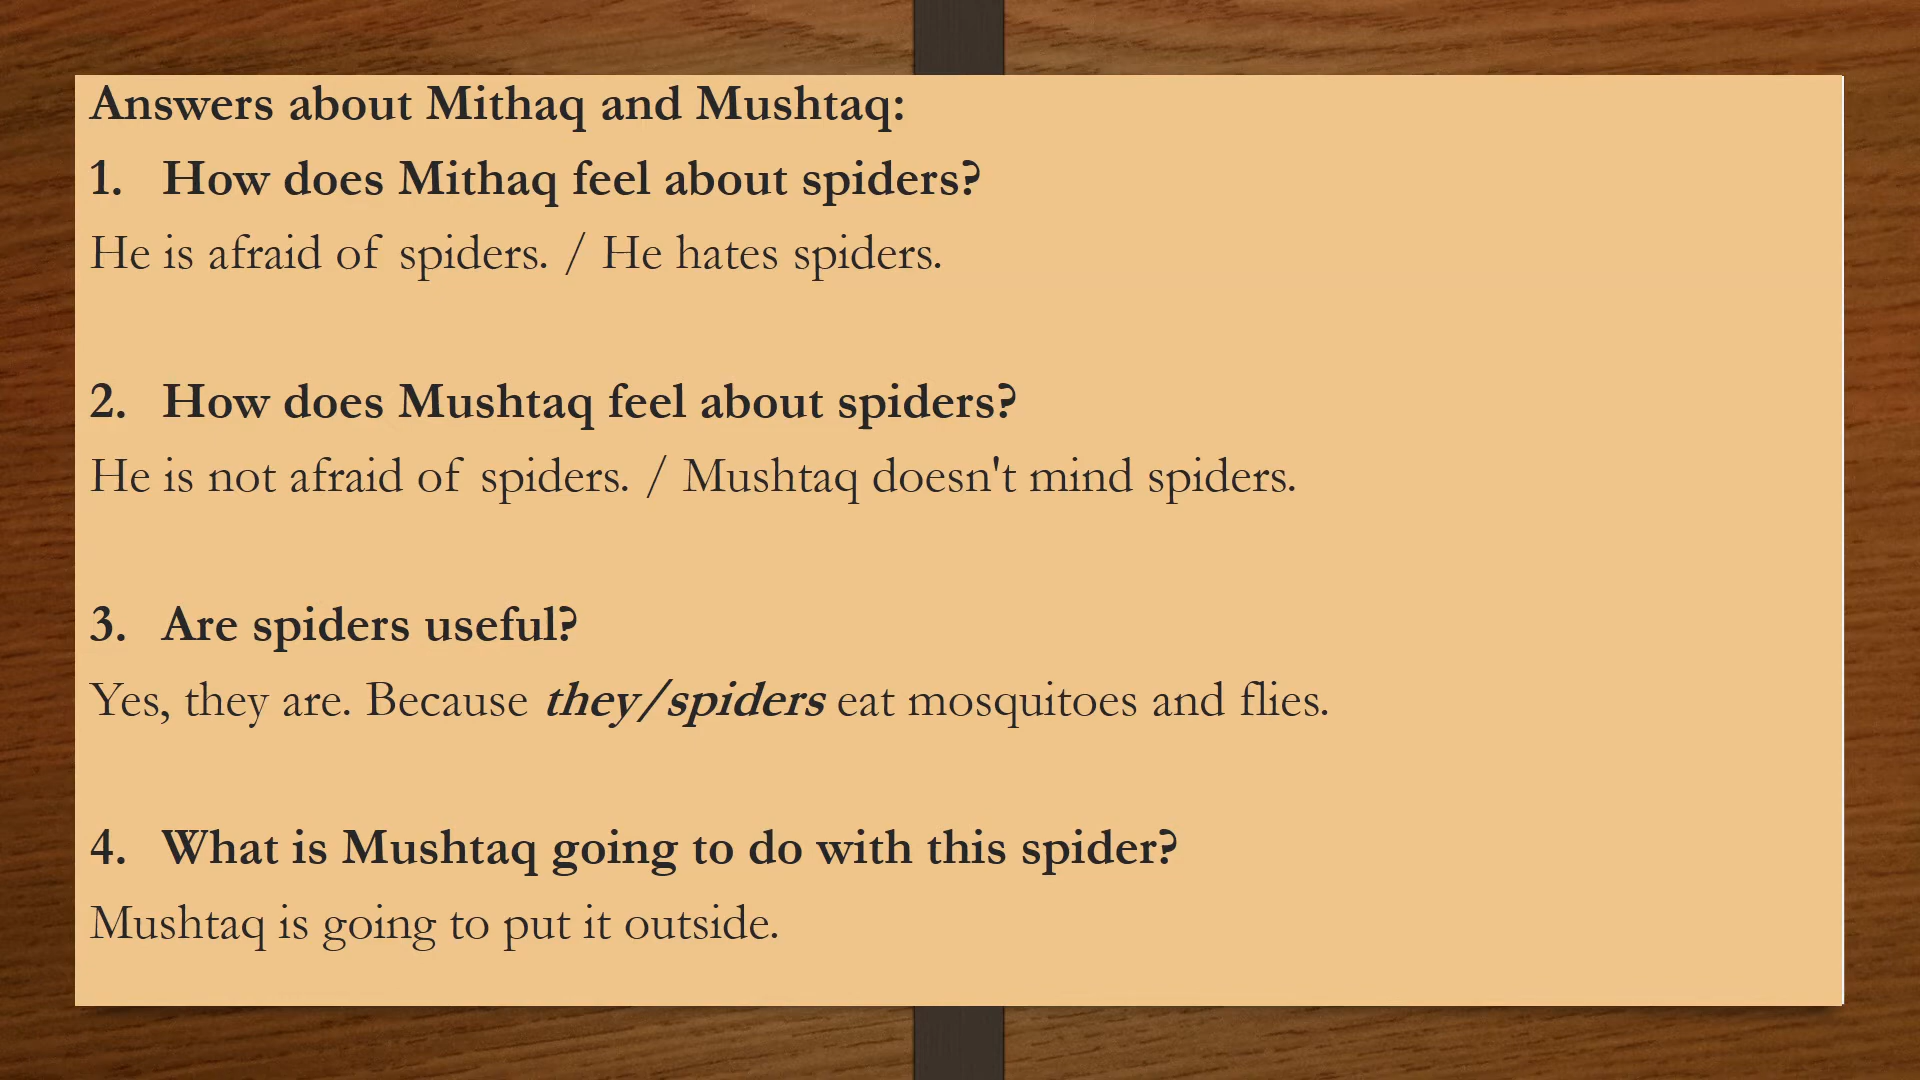 Answers about Mithaq and Mushtaq:
1. How does Mithaq feel about spiders?
He is afraid of spiders. / He hates spiders.
2. How does Mushtaq feel about spiders?
He is not afraid of spiders. / Mushtaq doesn't mind spiders.
3. Are spiders useful?
Yes, they are. Because they/spiders eat mosquitoes and flies.
4. What is Mushtaq going to do with this spider?
Mushtaq is going to put it outside.